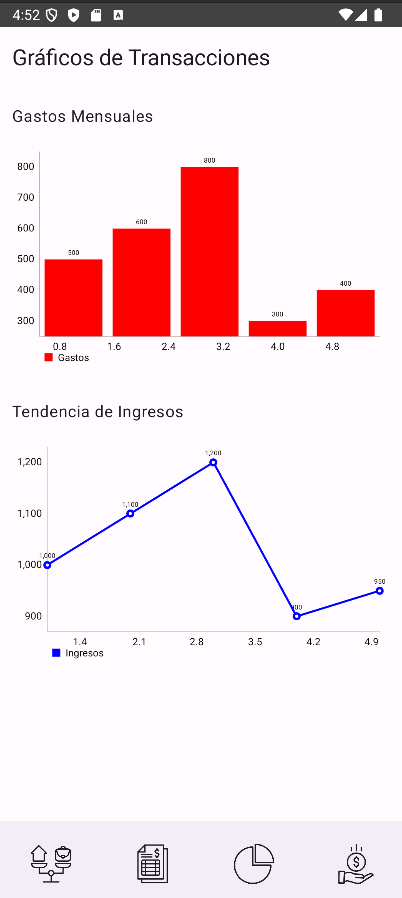 4:52
Gráficos de Transacciones
Gastos Mensuales
800
700
600
500
400
300
500
600
800
300
400
0.8 1.6 2.4 3.2 4.0 4.8
Gastos
Tendencia de Ingresos
1,200
1,100
1,000
900
1,000
1,100
1,200
950
1.4 2.1 2.8 3.5 4.2 4.9
Ingresos